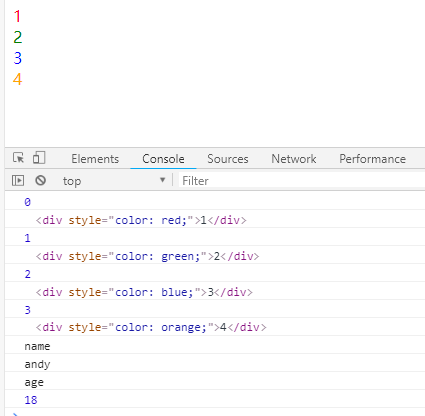 1
2
3
4
Elements Console Sources Network Performance
top Filter
0
<div style="color: red;">1</div>
1
<div style="color: green;">2</div>
2
<div style="color: blue;">3</div>
3
<div style="color: orange;">4</div>
name
andy
age
18